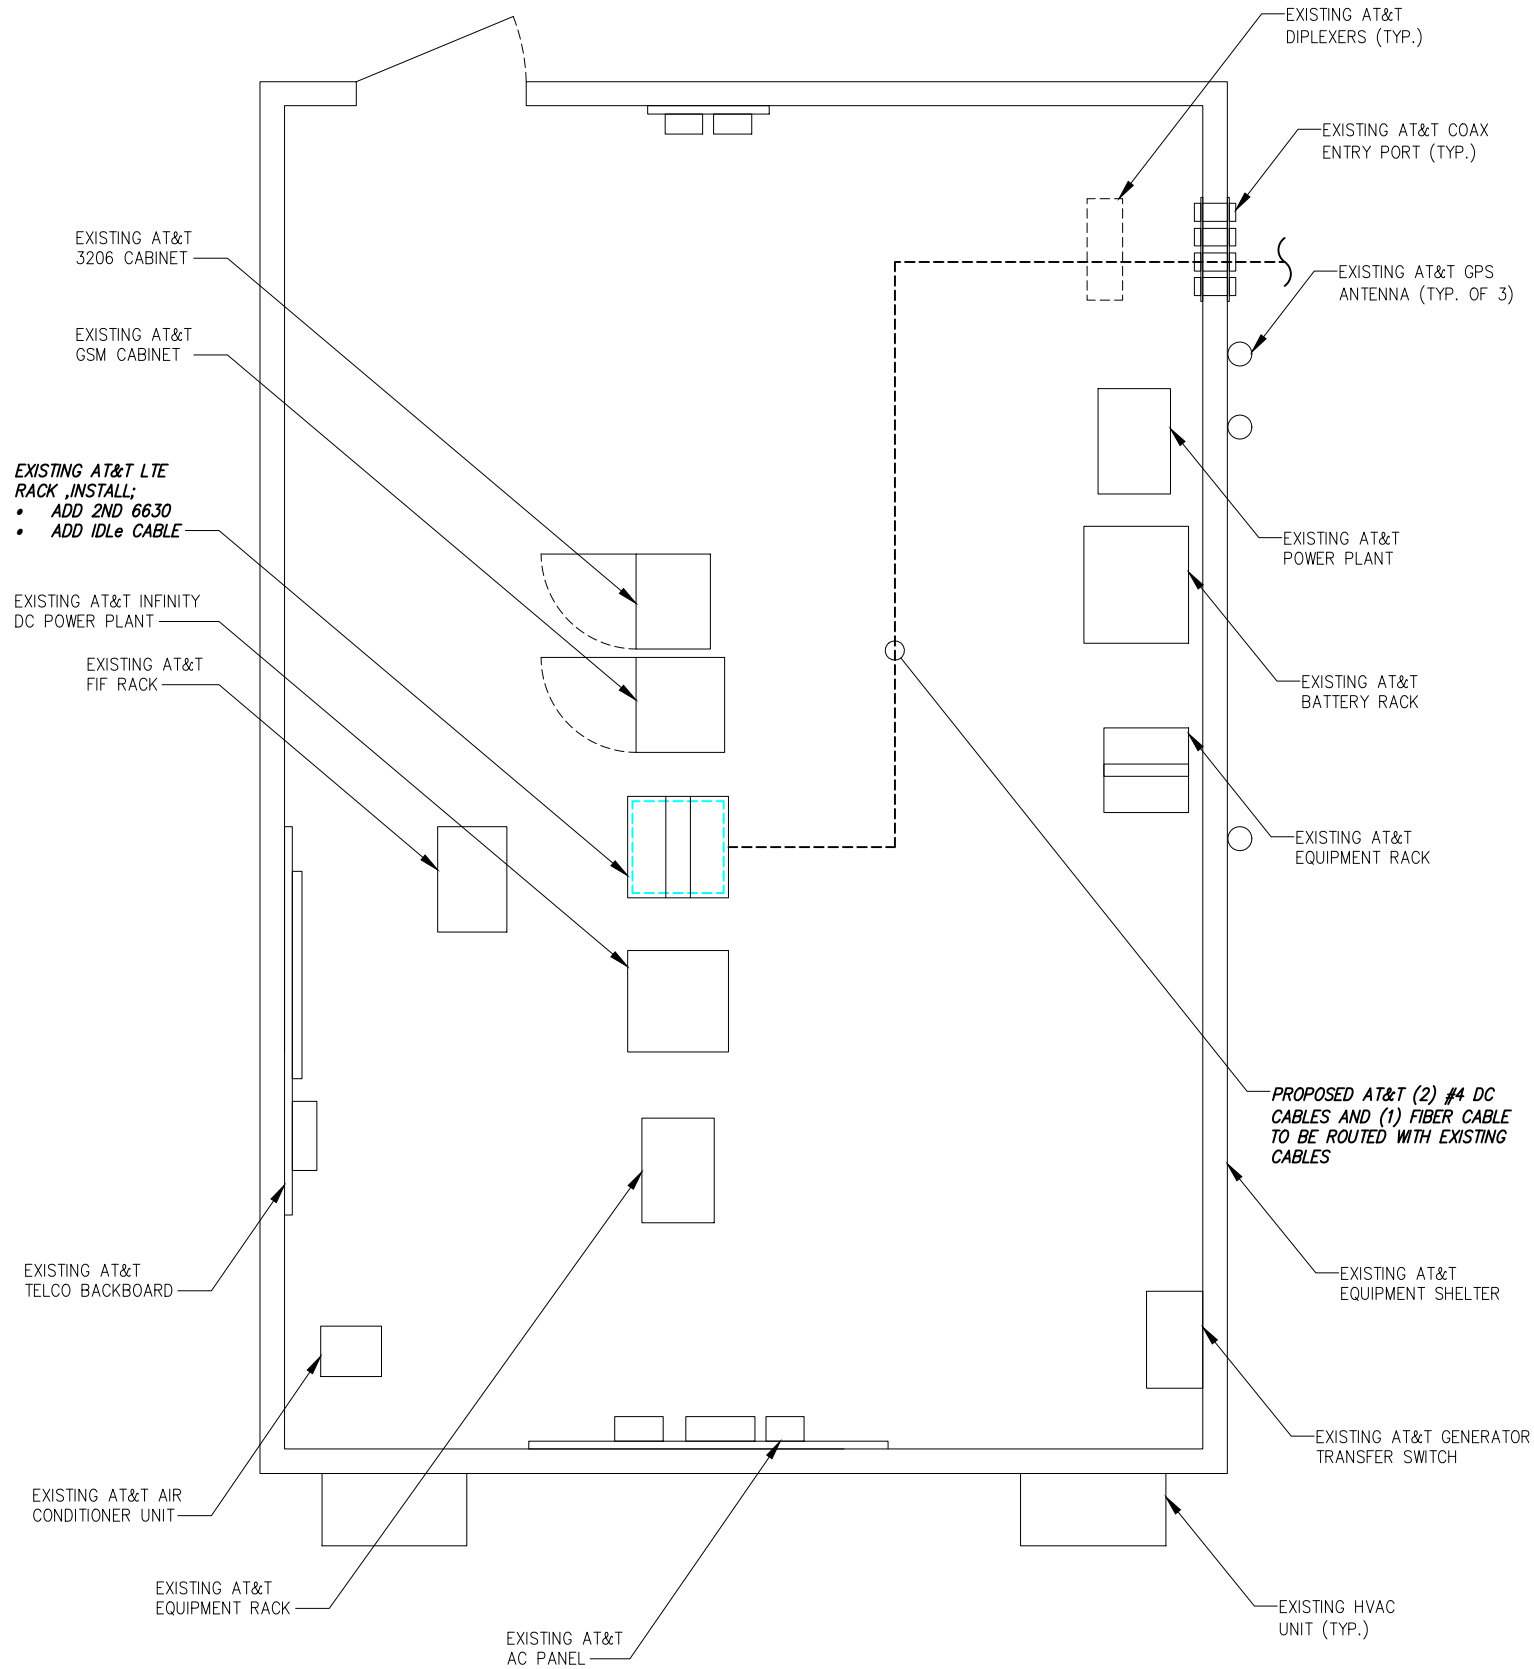 EXISTING AT&T
DIPLEXERS (TYP.)
EXISTING AT&T COAX
ENTRY PORT (TYP.)
EXISTING AT&T
3206 CABINET
EXISTING AT&T GPS
ANTENNA (TYP. OF 3)
EXISTING AT&T
GSM CABINET
EXISTING AT&T LTE
RACK ,INSTALL;
• ADD 2ND 6630
• ADD IDLe CABLE
EXISTING AT&T
POWER PLANT
EXISTING AT&T INFINITY
DC POWER PLANT
EXISTING AT&T
FIF RACK
EXISTING AT&T
BATTERY RACK
EXISTING AT&T
EQUIPMENT RACK
PROPOSED AT&T (2) #4 DC
CABLES AND (1) FIBER CABLE
TO BE ROUTED WITH EXISTING
CABLES
EXISTING AT&T
TELCO BACKBOARD
EXISTING AT&T
EQUIPMENT SHELTER
EXISTING AT&T GENERATOR
TRANSFER SWITCH
EXISTING AT&T AIR
CONDITIONER UNIT
EXISTING AT&T
EQUIPMENT RACK
EXISTING HVAC
UNIT (TYP.)
EXISTING AT&T
AC PANEL